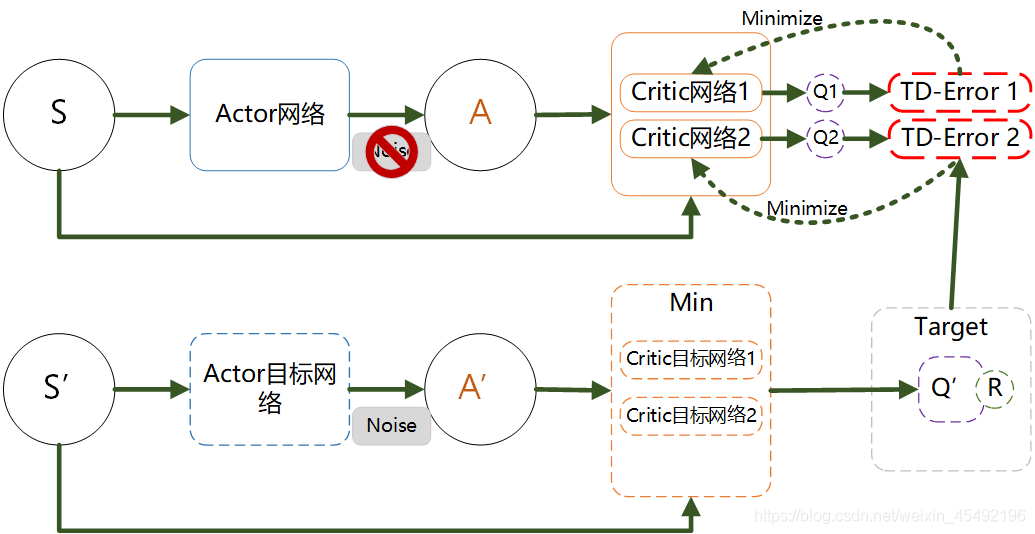 Minimize
S
Actor网络
A
Noise
Critic网络1
Q1
TD-Error 1
Critic网络2
Q2
TD-Error 2
Minimize
S’
Actor目标网
络
A’
Noise
Min
Critic目标网络1
Critic目标网络2
Target
Q’
R
https://blog.csdn.net/weixin_45492196